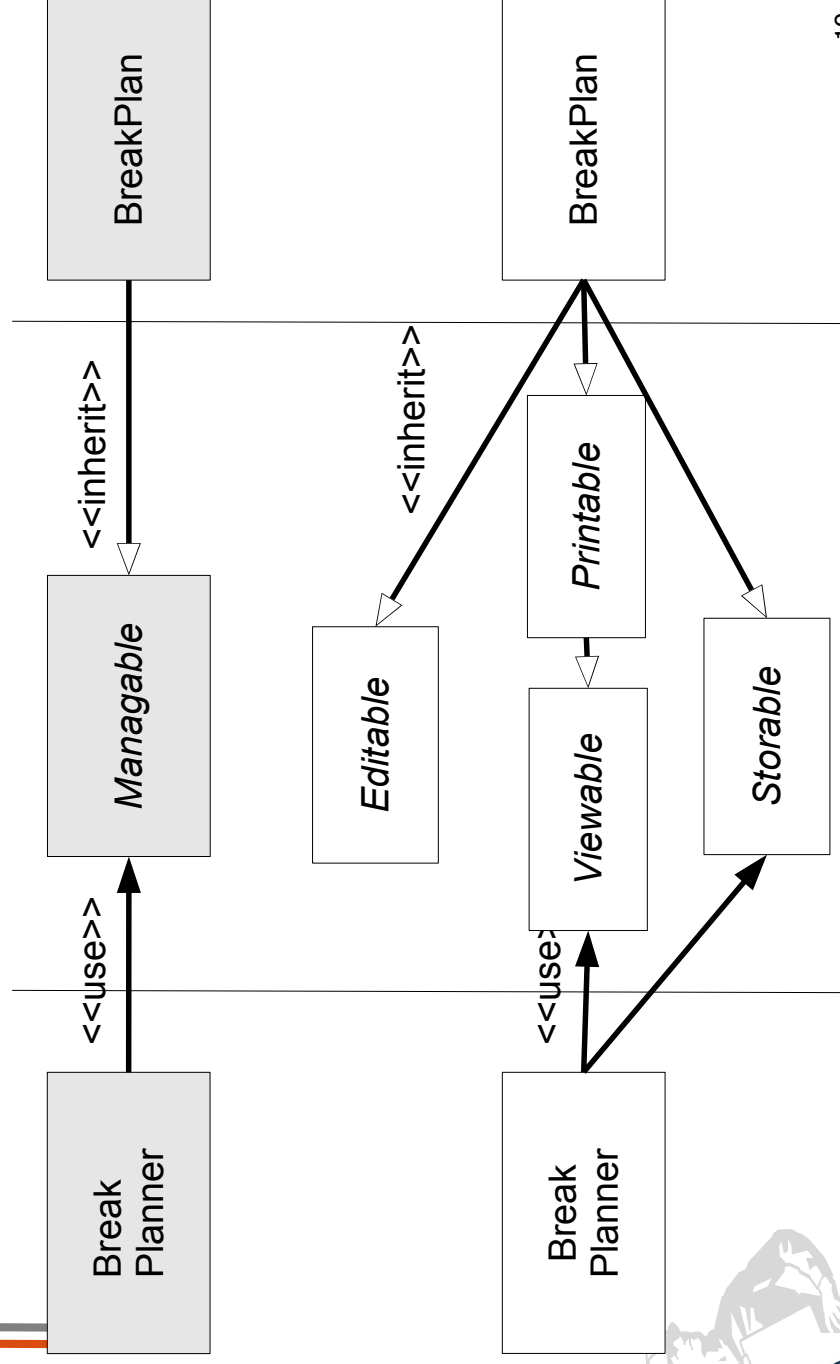 Break
Planner
<<use>>
Managable
<<inherit>>
BreakPlan
Break
Planner
<<use>
Editable
<<inherit>>
Viewable
Printable
Storable
BreakPlan